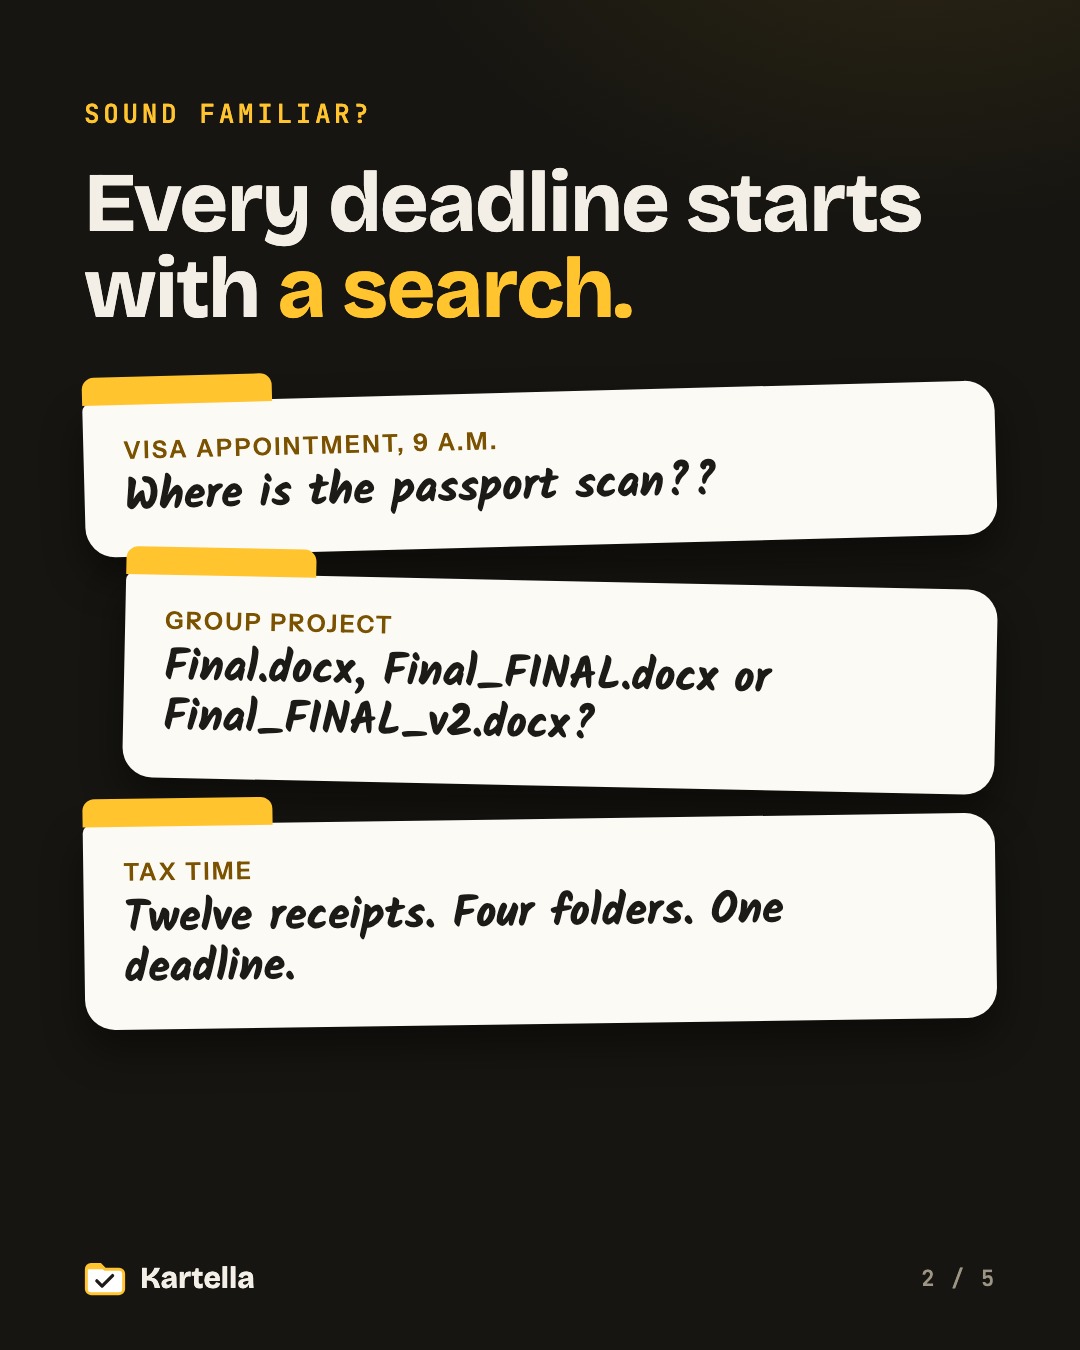 SOUND FAMILIAR?
Every deadline starts
with a search.
VISA APPOINTMENT, 9 A.M.
Where is the passport scan??
GROUP PROJECT
Final.docx, Final_FINAL.docx or
Final_FINAL_v2.docx?
TAX TIME
Twelve receipts. Four folders. One
deadline.
Kartella
2 / 5